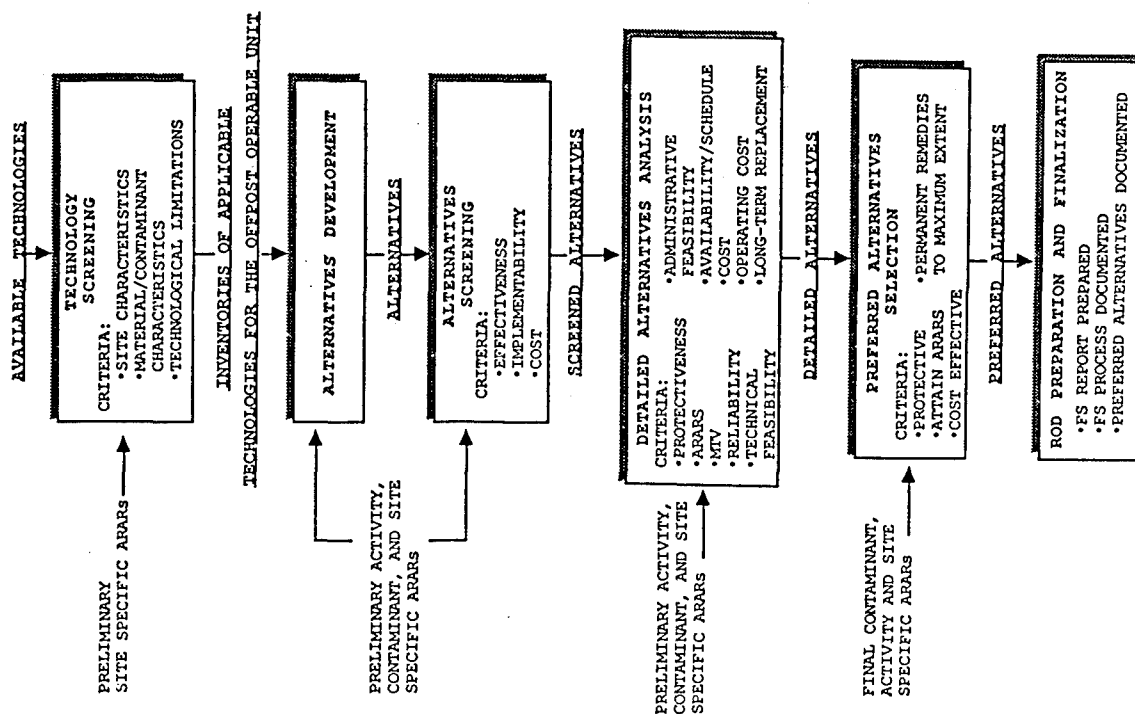 AVAILABLE TECHNOLOGIES
PRELIMINARY
SITE SPECIFIC ARARs
TECHNOLOGY
SCREENING
CRITERIA:
•SITE CHARACTERISTICS
•MATERIAL/CONTAMINANT
CHARACTERISTICS
•TECHNOLOGICAL LIMITATIONS
INVENTORIES OF APPLICABLE
TECHNOLOGIES FOR THE OFFPOST OPERABLE UNIT
PRELIMINARY ACTIVITY,
CONTAMINANT, AND SITE
SPECIFIC ARARs
ALTERNATIVES DEVELOPMENT
ALTERNATIVES
ALTERNATIVES
SCREENING
CRITERIA:
•EFFECTIVENESS
•IMPLEMENTABILITY
•COST
SCREENED ALTERNATIVES
PRELIMINARY ACTIVITY,
CONTAMINANT, AND SITE
SPECIFIC ARARs
DETAILED ALTERNATIVES ANALYSIS
CRITERIA:
•PROTECTIVENESS
•ARARS
•MTV
•RELIABILITY
•TECHNICAL
FEASIBILITY
•ADMINISTRATIVE
FEASIBILITY
•AVAILABILITY/SCHEDULE
•COST
•OPERATING COST
•LONG-TERM REPLACEMENT
DETAILED ALTERNATIVES
FINAL CONTAMINANT,
ACTIVITY AND SITE
SPECIFIC ARARs
PREFERRED ALTERNATIVES
SELECTION
CRITERIA:
•PROTECTIVE
•ATTAIN ARARS
•COST EFFECTIVE
•PERMANENT REMEDIES
TO MAXIMUM EXTENT
PREFERRED ALTERNATIVES
ROD PREPARATION AND FINALIZATION
•FS REPORT PREPARED
•FS PROCESS DOCUMENTED
•PREFERRED ALTERNATIVES DOCUMENTED